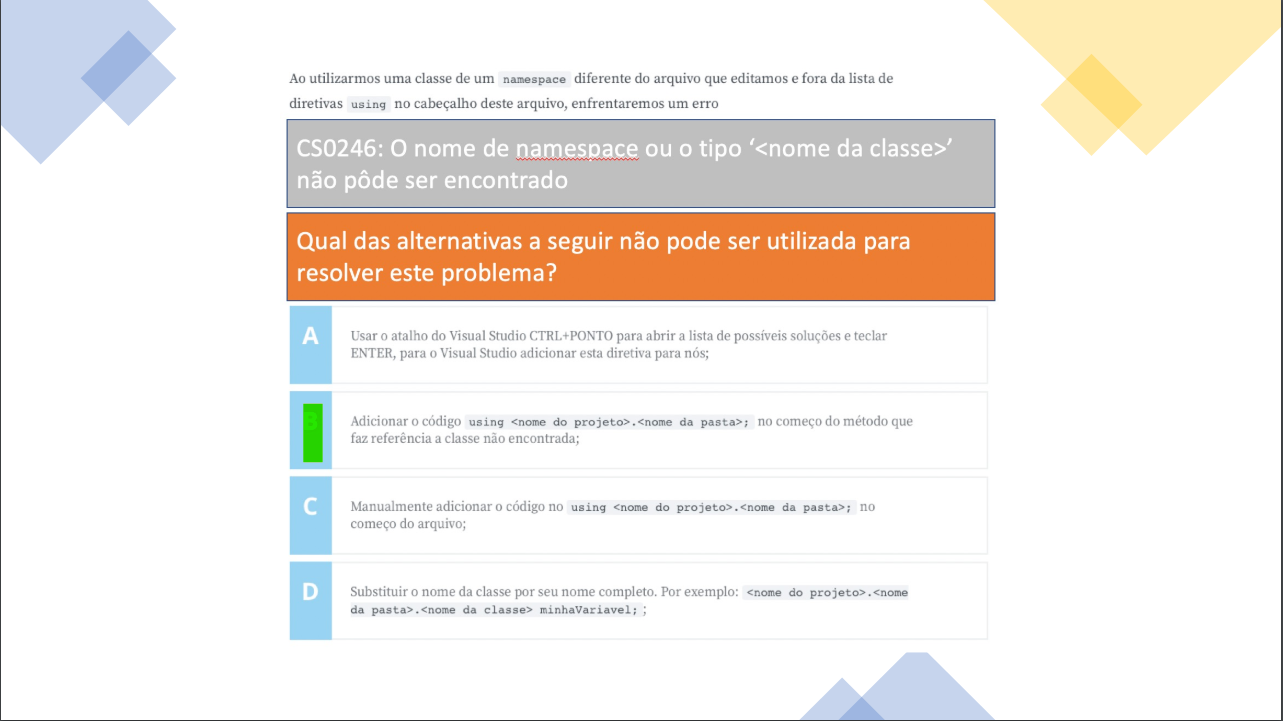 Ao utilizarmos uma classe de um namespace diferente do arquivo que editamos e fora da lista de
diretivas using no cabeçalho deste arquivo, enfrentaremos um erro
CS0246: O nome de namespace ou o tipo ‘<nome da classe>’
não pôde ser encontrado
Qual das alternativas a seguir não pode ser utilizada para
resolver este problema?
A
Usar o atalho do Visual Studio CTRL+PONTO para abrir a lista de possíveis soluções e teclar
ENTER, para o Visual Studio adicionar esta diretiva para nós;
B
Adicionar o código using <nome do projeto>.<nome da pasta>; no começo do método que
faz referência a classe não encontrada;
C
Manualmente adicionar o código no using <nome do projeto>.<nome da pasta>; no
começo do arquivo;
D
Substituir o nome da classe por seu nome completo. Por exemplo: <nome do projeto>.<nome
da pasta>.<nome da classe> minhaVariavel; ;